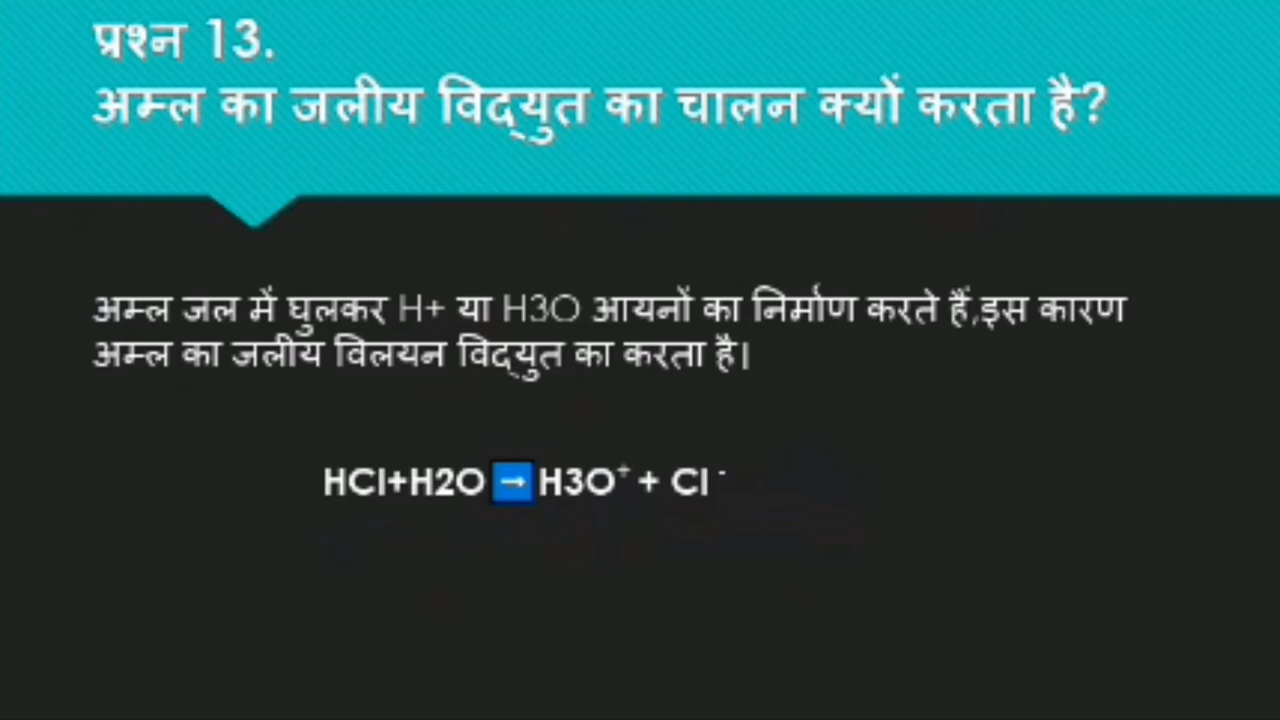 प्रश्न 13.
अम्ल का जलीय विद्युत का चालन क्यों करता है?
अम्ल जल में घुलकर H+ या H3O आयनों का निर्माण करते हैं,इस कारण
अम्ल का जलीय विलयन विद्युत का करता है।
HCl+H2O → H3O⁺ + Cl ⁻